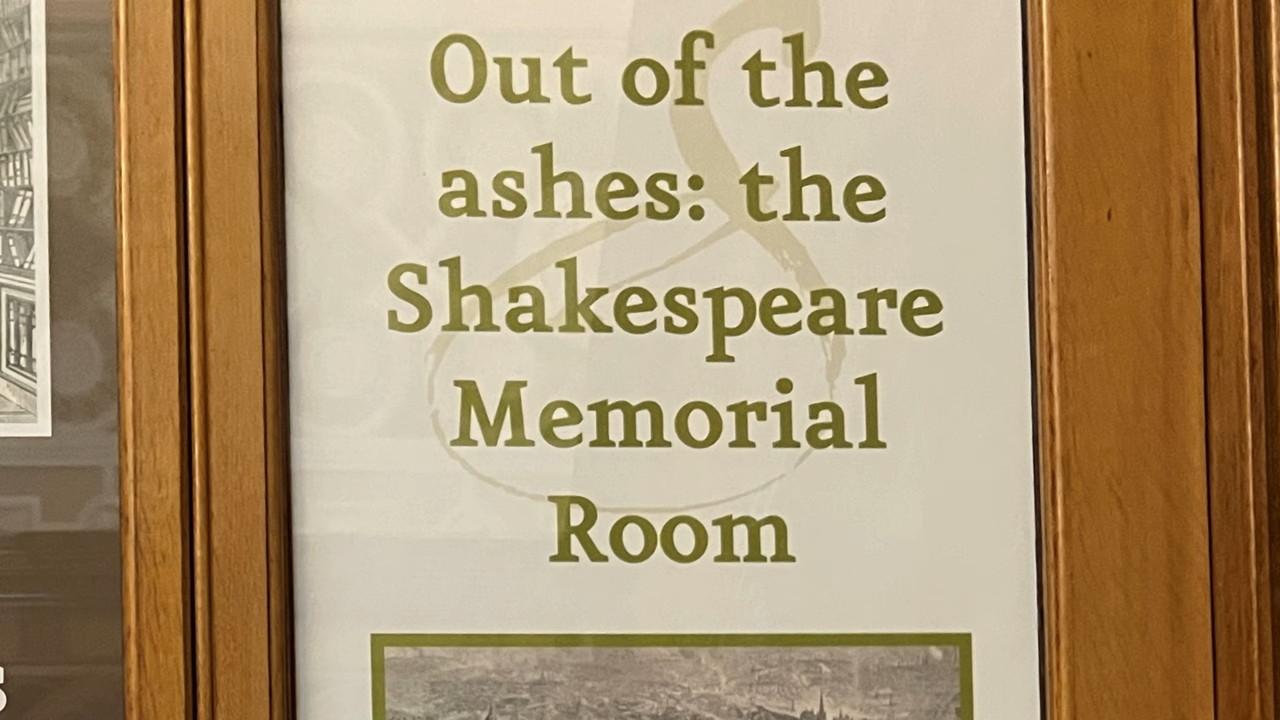 Out of the
ashes: the
Shakespeare
Memorial
Room
s